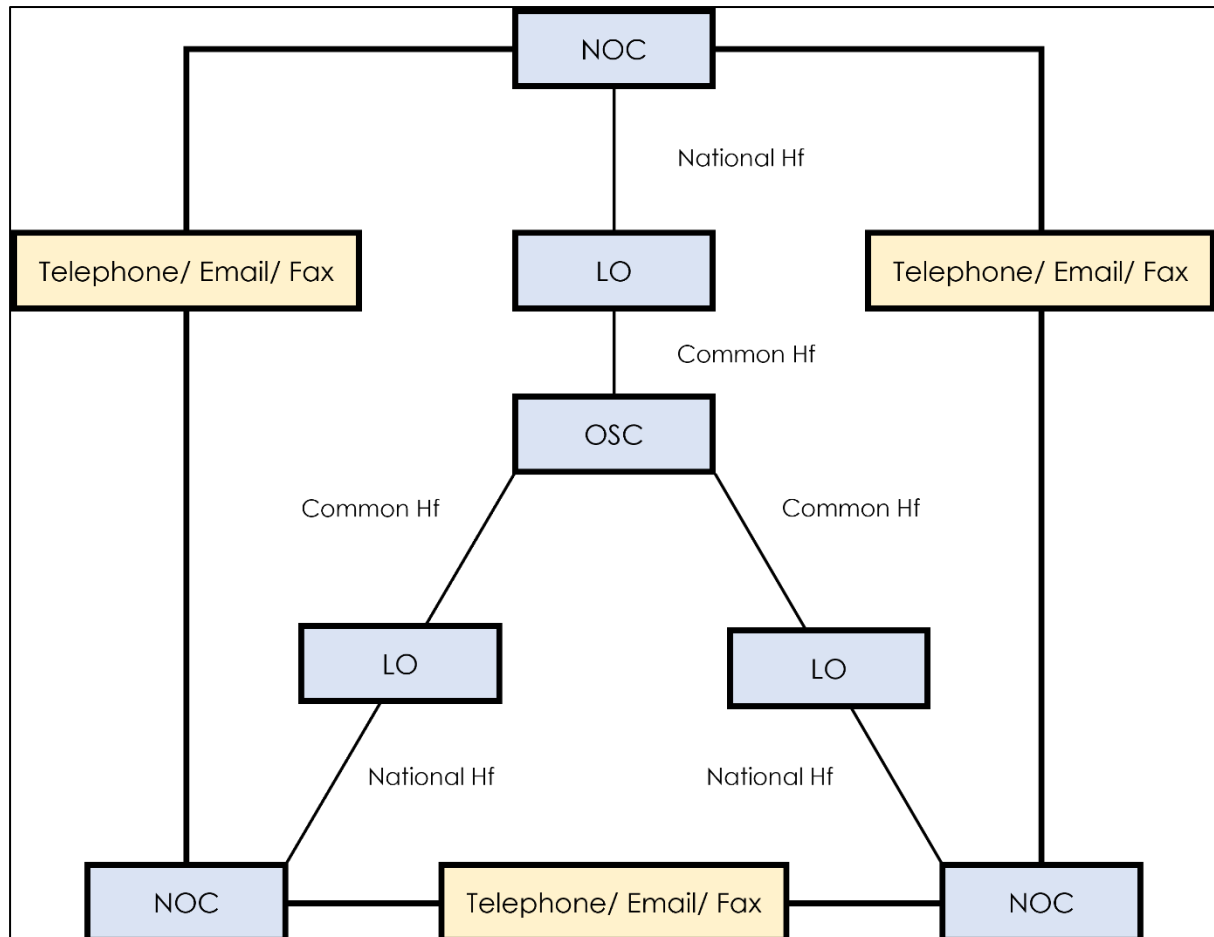 NOC
National Hf
Telephone/ Email/ Fax
LO
Telephone/ Email/ Fax
Common Hf
OSC
Common Hf
Common Hf
LO
LO
National Hf
National Hf
NOC
Telephone/ Email/ Fax
NOC